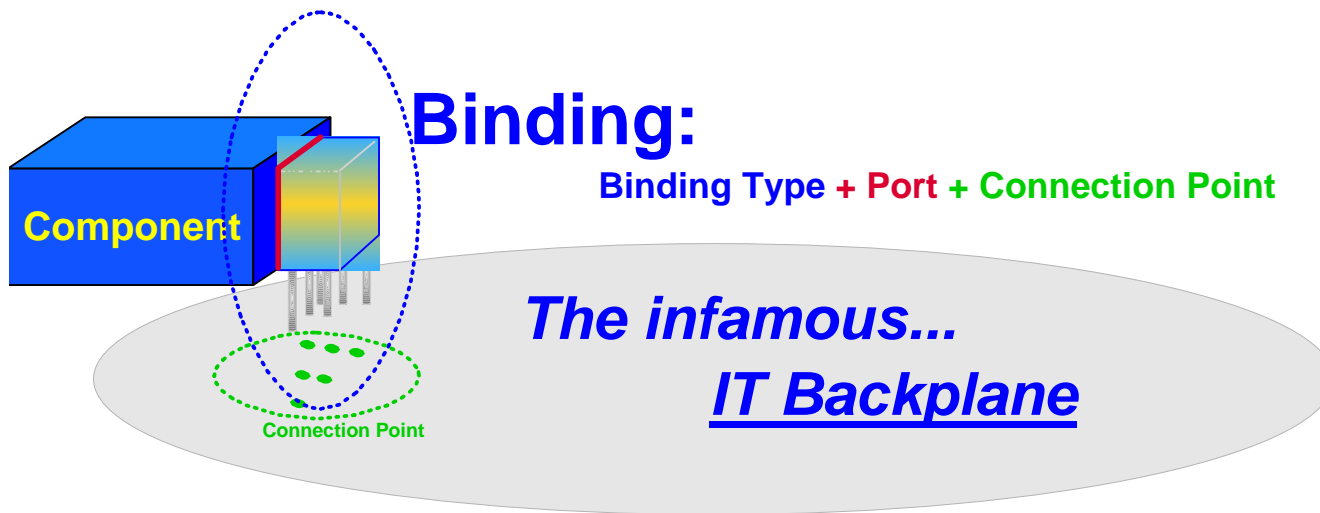 Binding:
Binding Type + Port + Connection Point
Component
The infamous...
IT Backplane
Connection Point